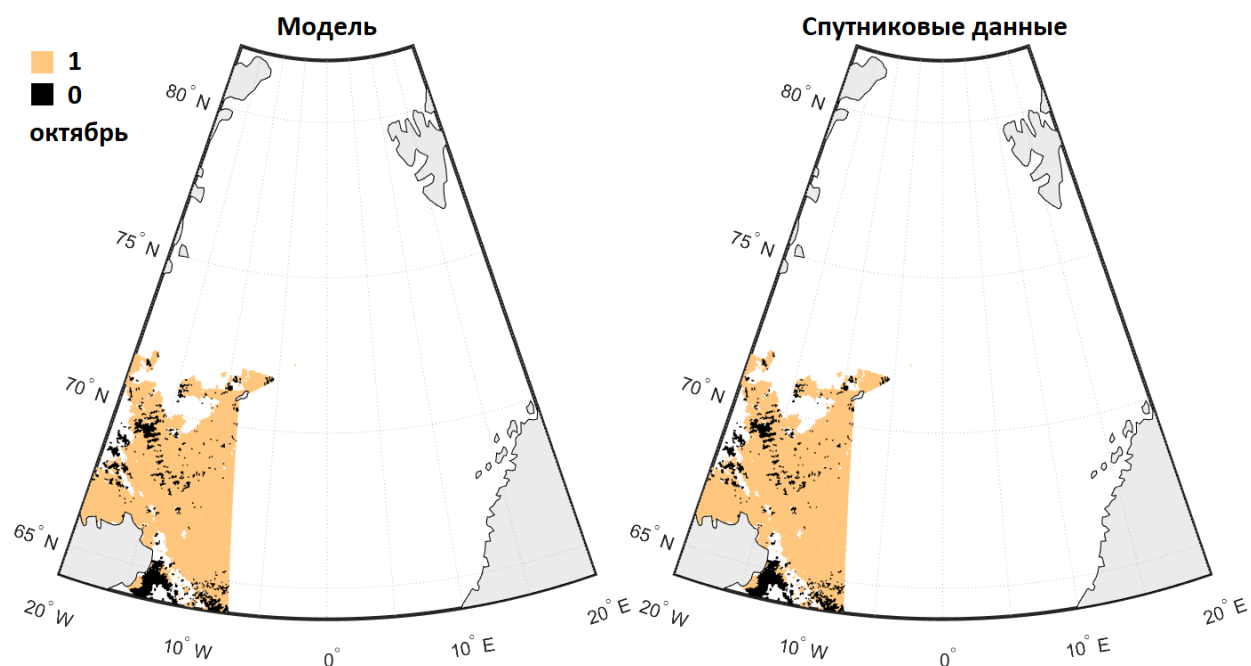 Модель
Спутниковые данные
1
0
октябрь
80° N
75° N
70° N
65° N
20° W
10° W
0°
10° E
20° E
80° N
75° N
70° N
65° N
20° W
10° W
0°
10° E
20° E